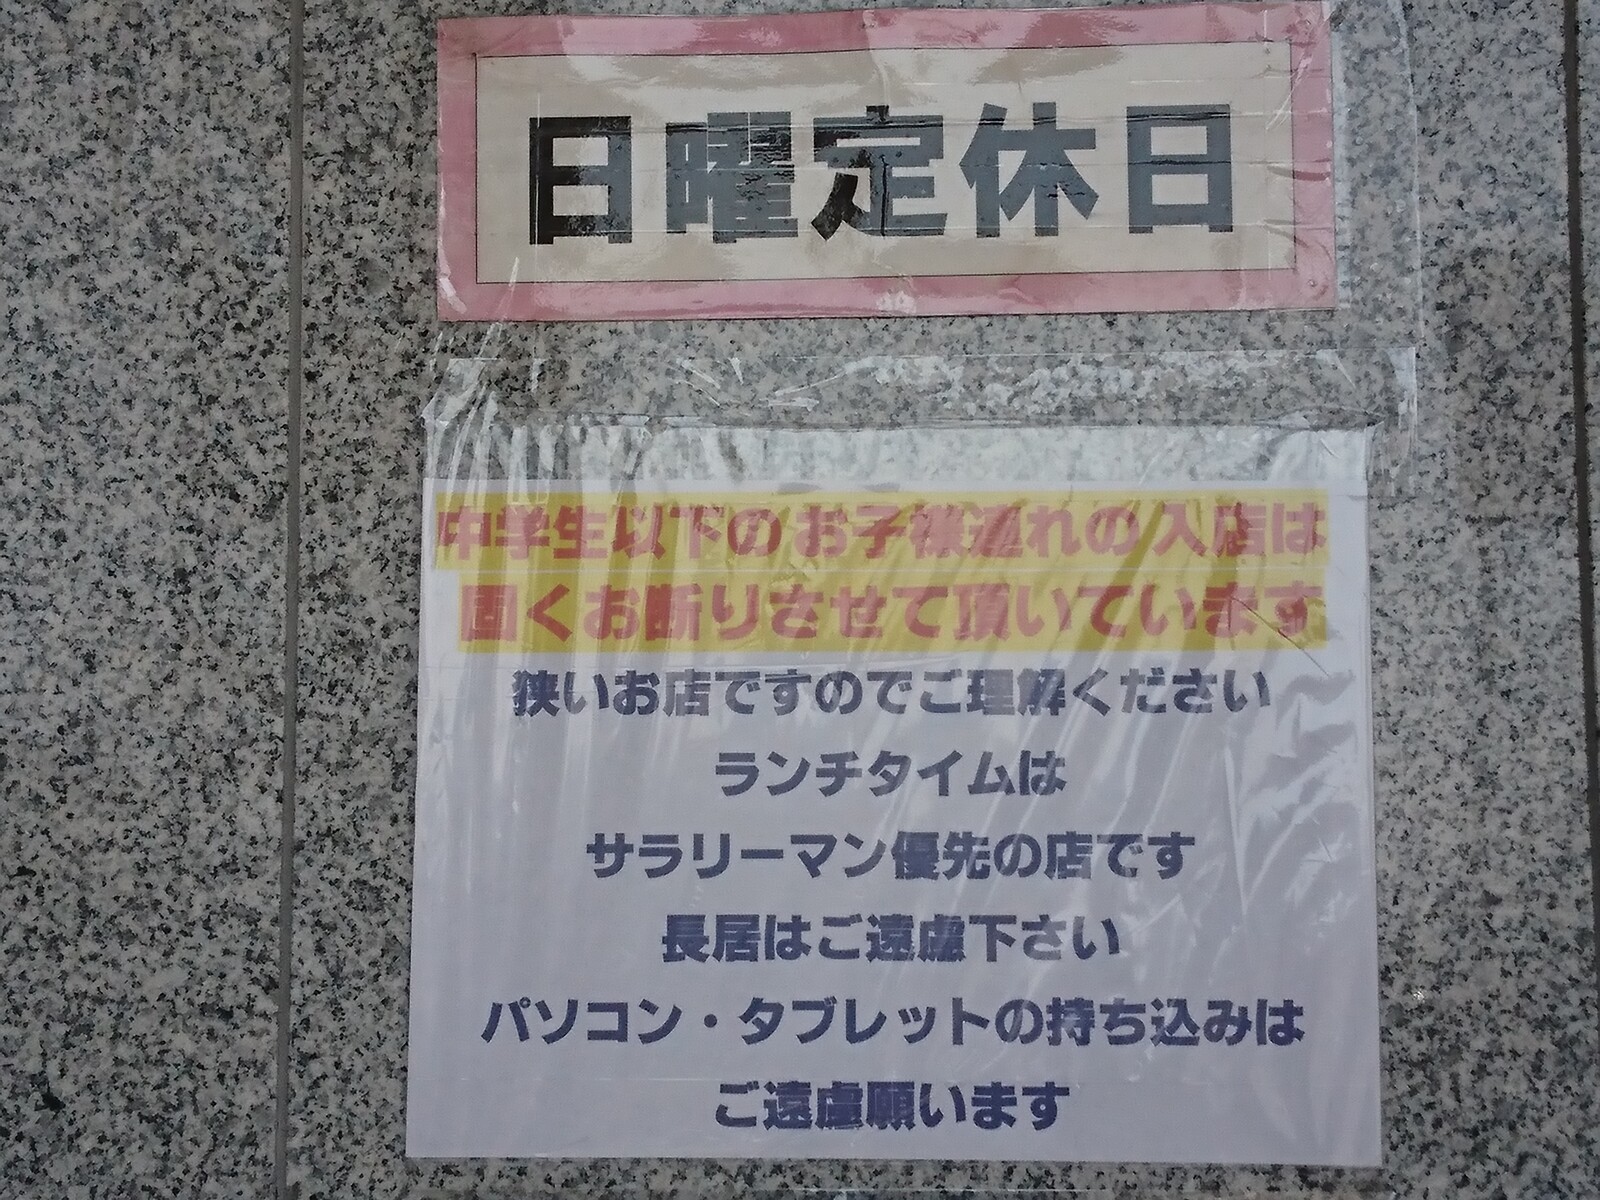 日曜定休日
中学生以下のお子様連れの入店は
固くお断りさせて頂いています
狭いお店ですのでご理解ください
ランチタイムは
サラリーマン優先の店です
長居はご遠慮下さい
パソコン・タブレットの持ち込みは
ご遠慮願います